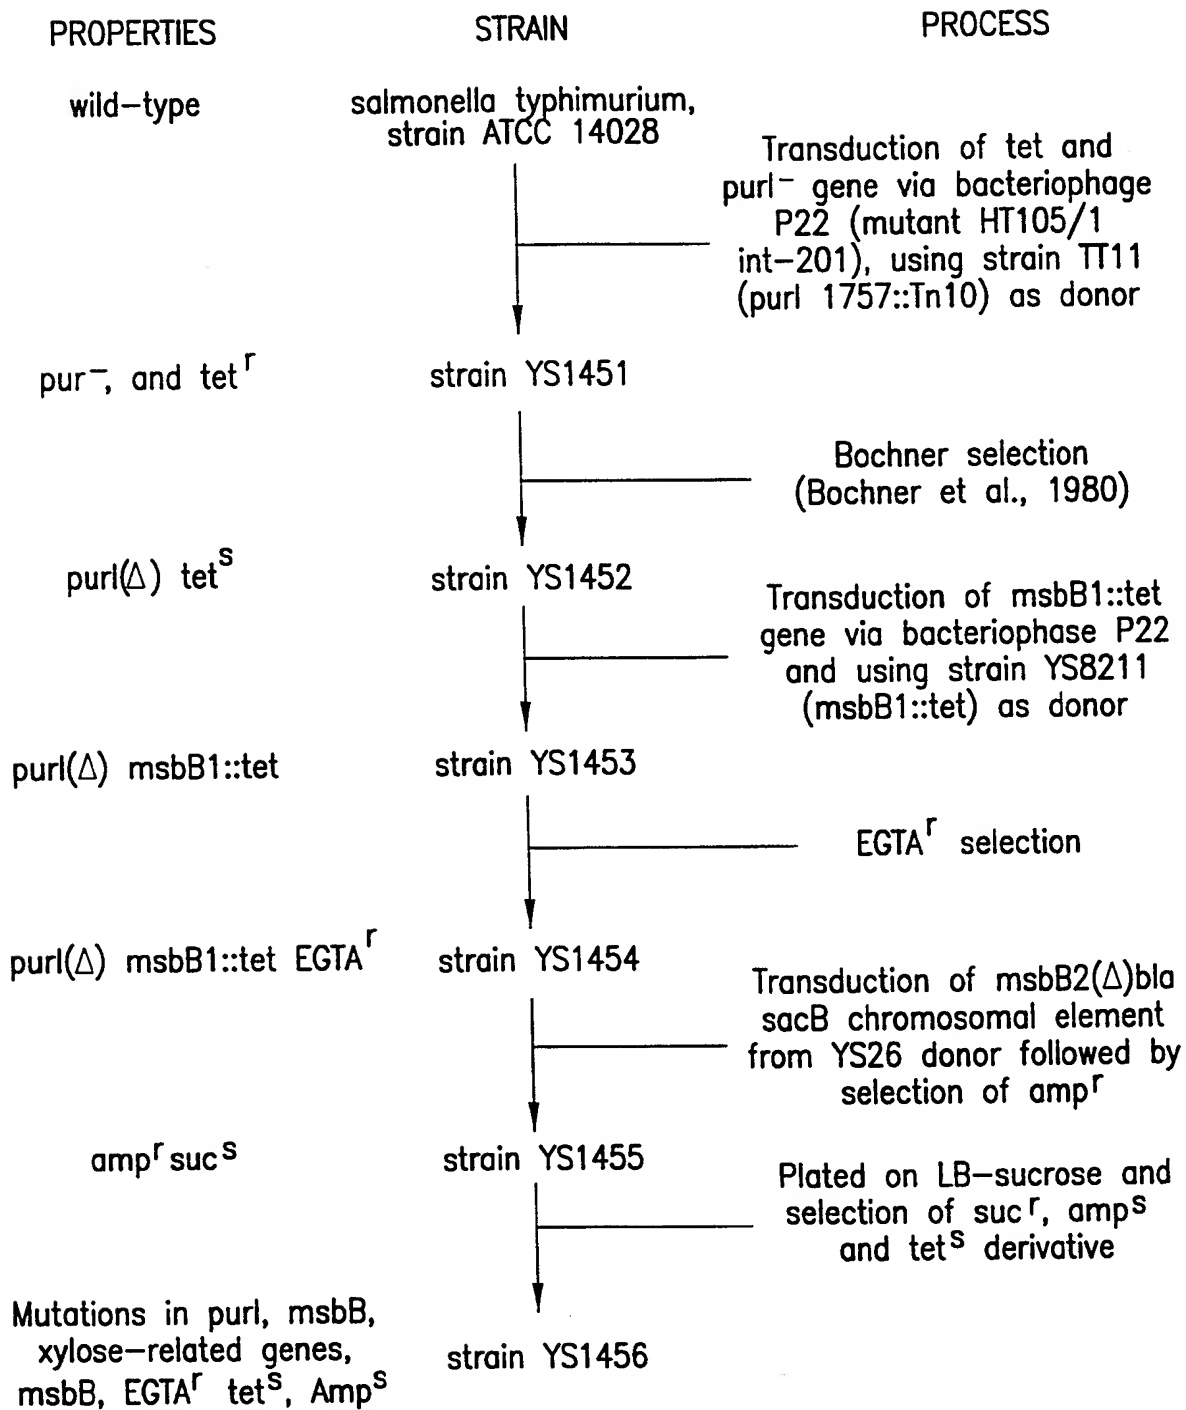 PROPERTIES
STRAIN
PROCESS
wild-type
salmonella typhimurium,
strain ATCC 14028
Transduction of tet and
purI⁻ gene via bacteriophage
P22 (mutant HT105/1
int-201), using strain TT11
(purI 1757::Tn10) as donor
pur⁻, and tet^r
strain YS1451
Bochner selection
(Bochner et al., 1980)
purI(Δ) tet^s
strain YS1452
Transduction of msbB1::tet
gene via bacteriophase P22
and using strain YS8211
(msbB1::tet) as donor
purI(Δ) msbB1::tet
strain YS1453
EGTA^r selection
purI(Δ) msbB1::tet EGTA^r
strain YS1454
Transduction of msbB2(Δ)bla
sacB chromosomal element
from YS26 donor followed by
selection of amp^r
amp^r suc^s
strain YS1455
Plated on LB-sucrose and
selection of suc^r, amp^s
and tet^s derivative
Mutations in purI, msbB,
xylose-related genes,
msbB, EGTA^r tet^s, Amp^s
strain YS1456